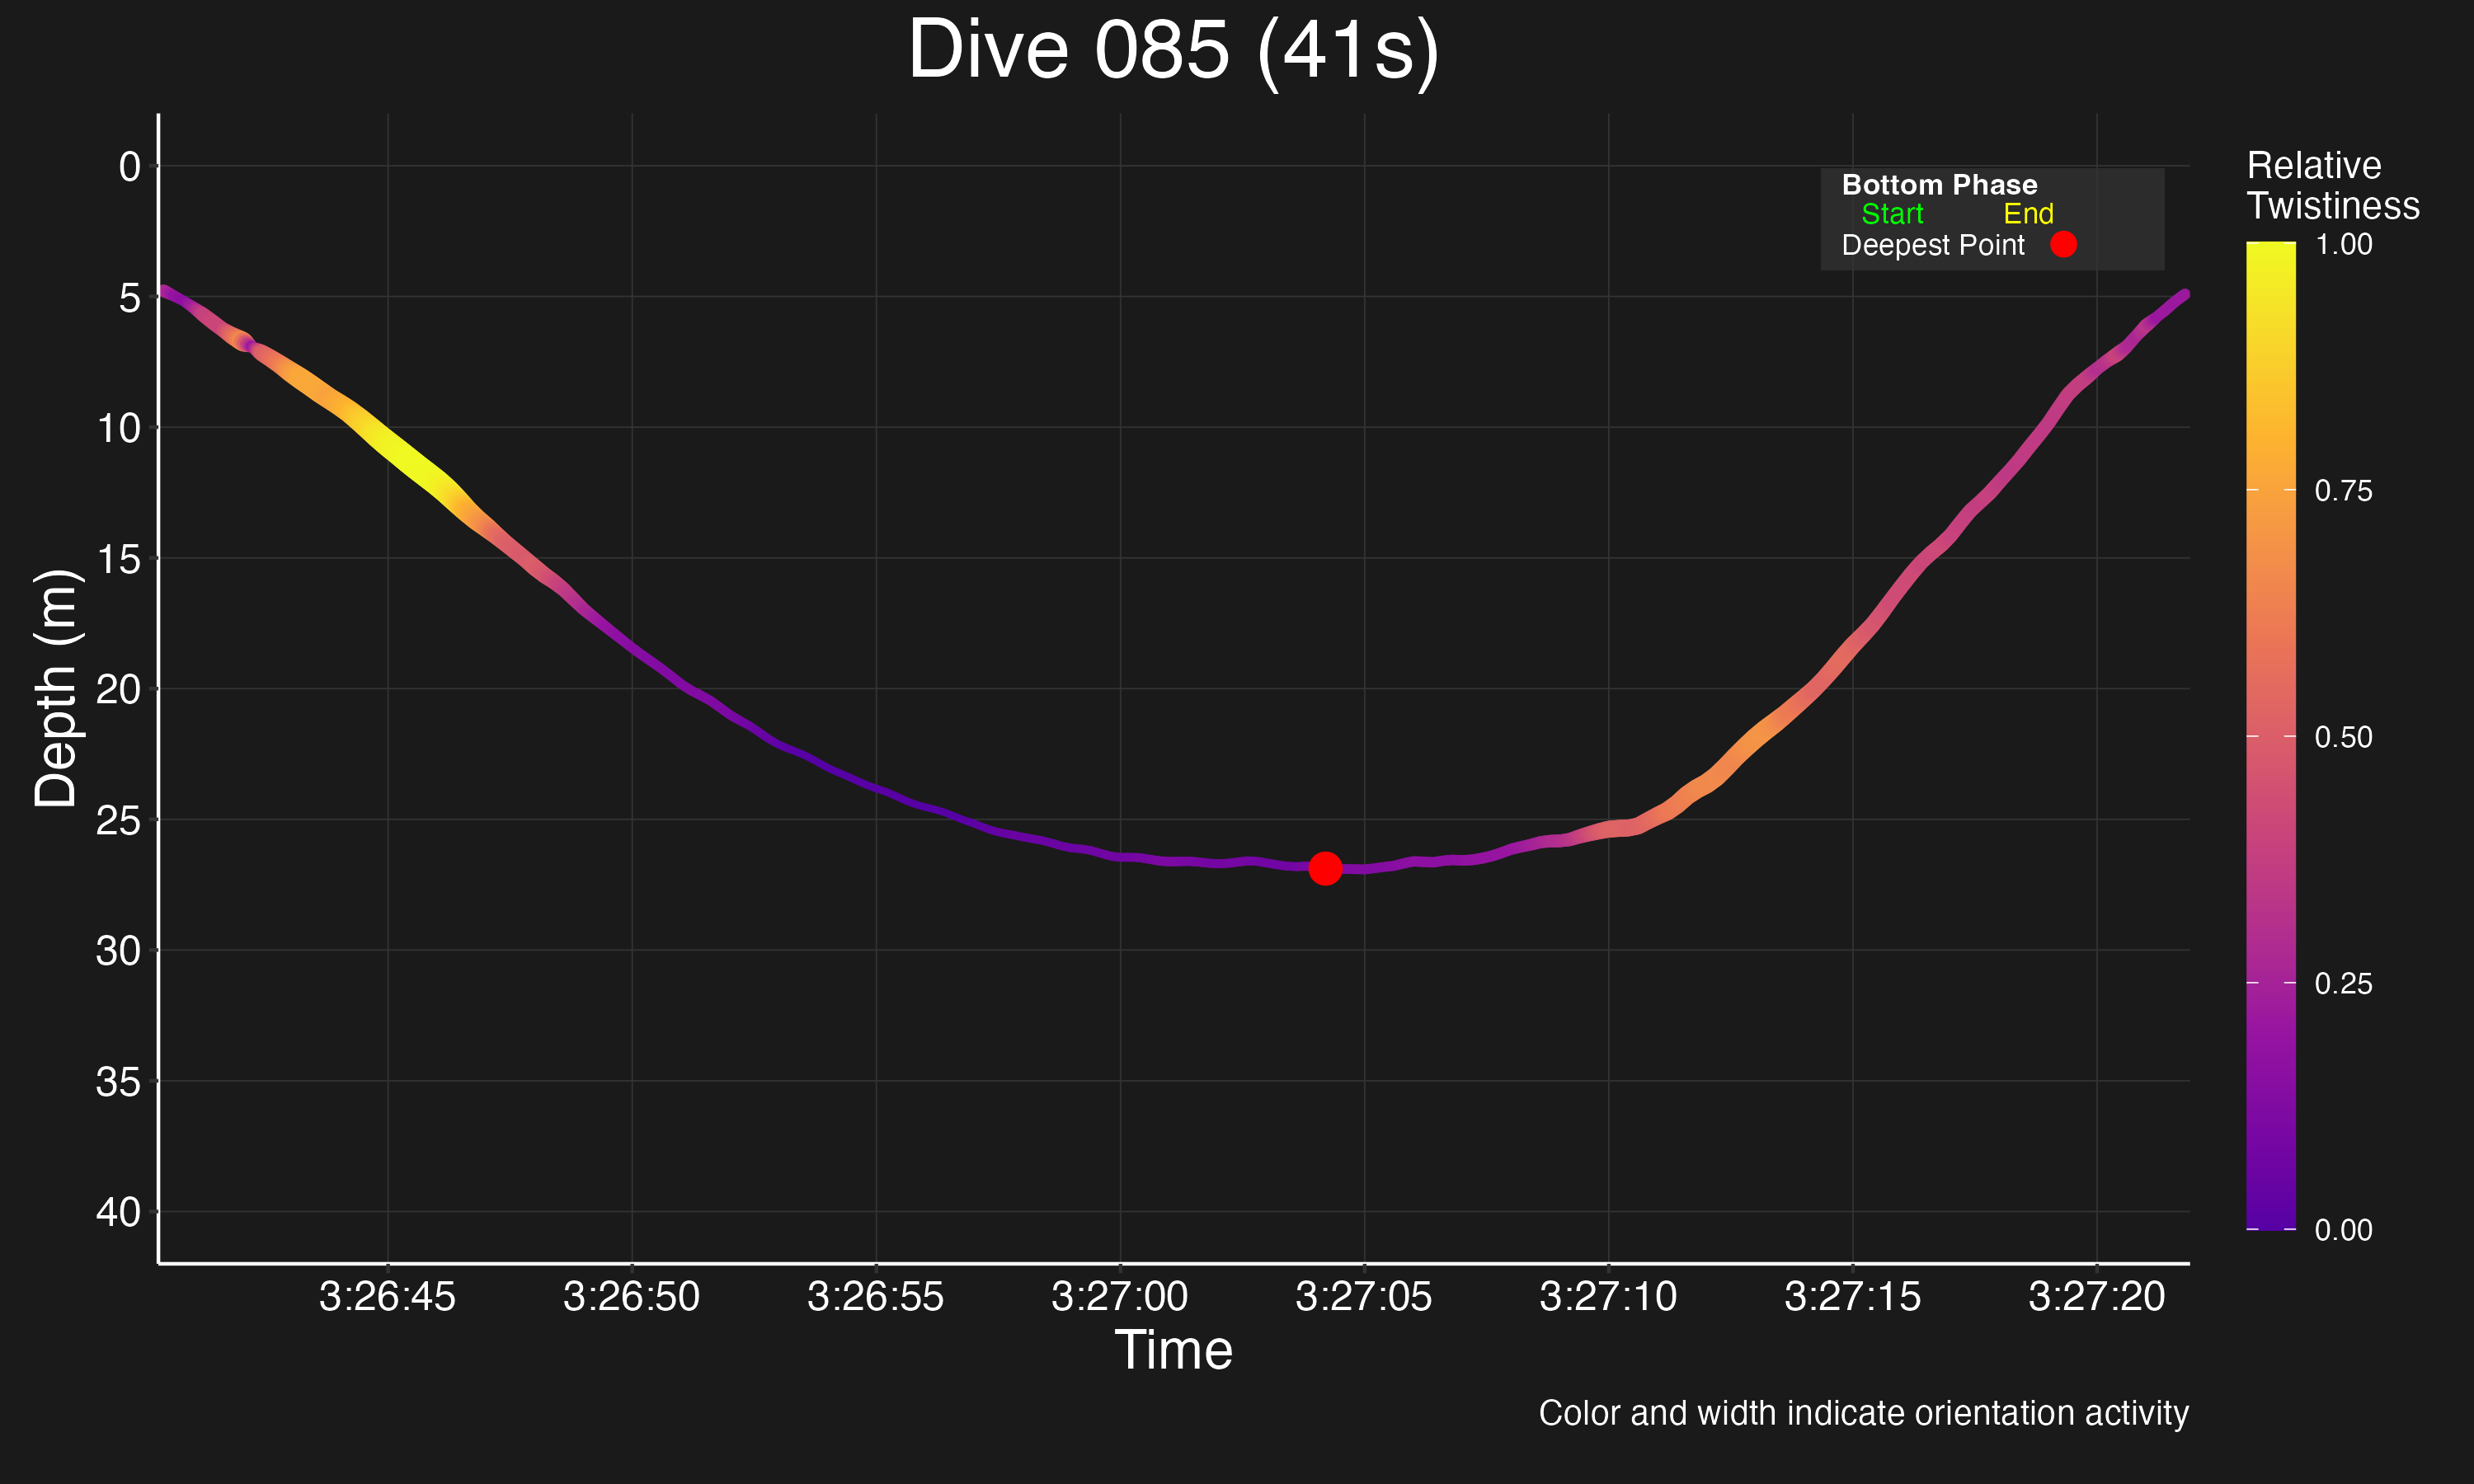 Dive 085 (41s)
Depth (m)
0
5
10
15
20
25
30
35
40
Bottom Phase
Start End
Deepest Point
Relative
Twistiness
1.00
0.75
0.50
0.25
0.00
3:26:45 3:26:50 3:26:55 3:27:00 3:27:05 3:27:10 3:27:15 3:27:20
Time
Color and width indicate orientation activity